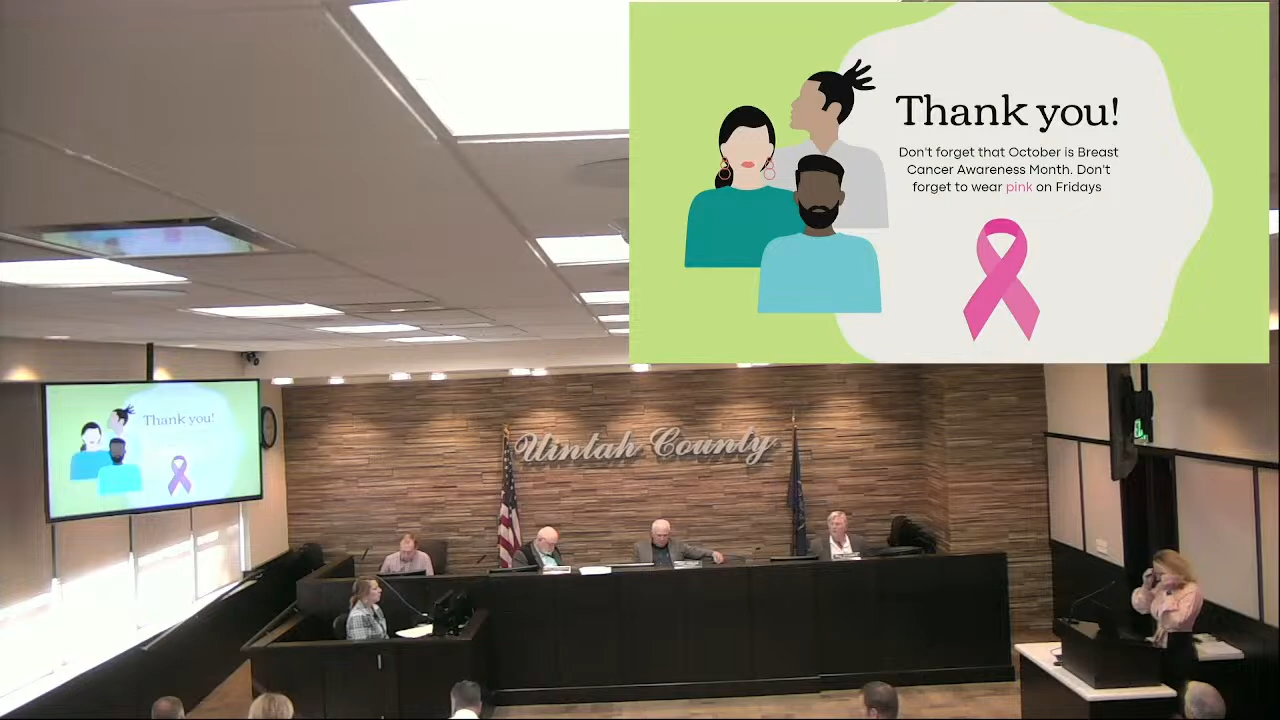 Thank you!
Don't forget that October is Breast
Cancer Awareness Month. Don't
forget to wear pink on Fridays
Thank you!
Uintah County